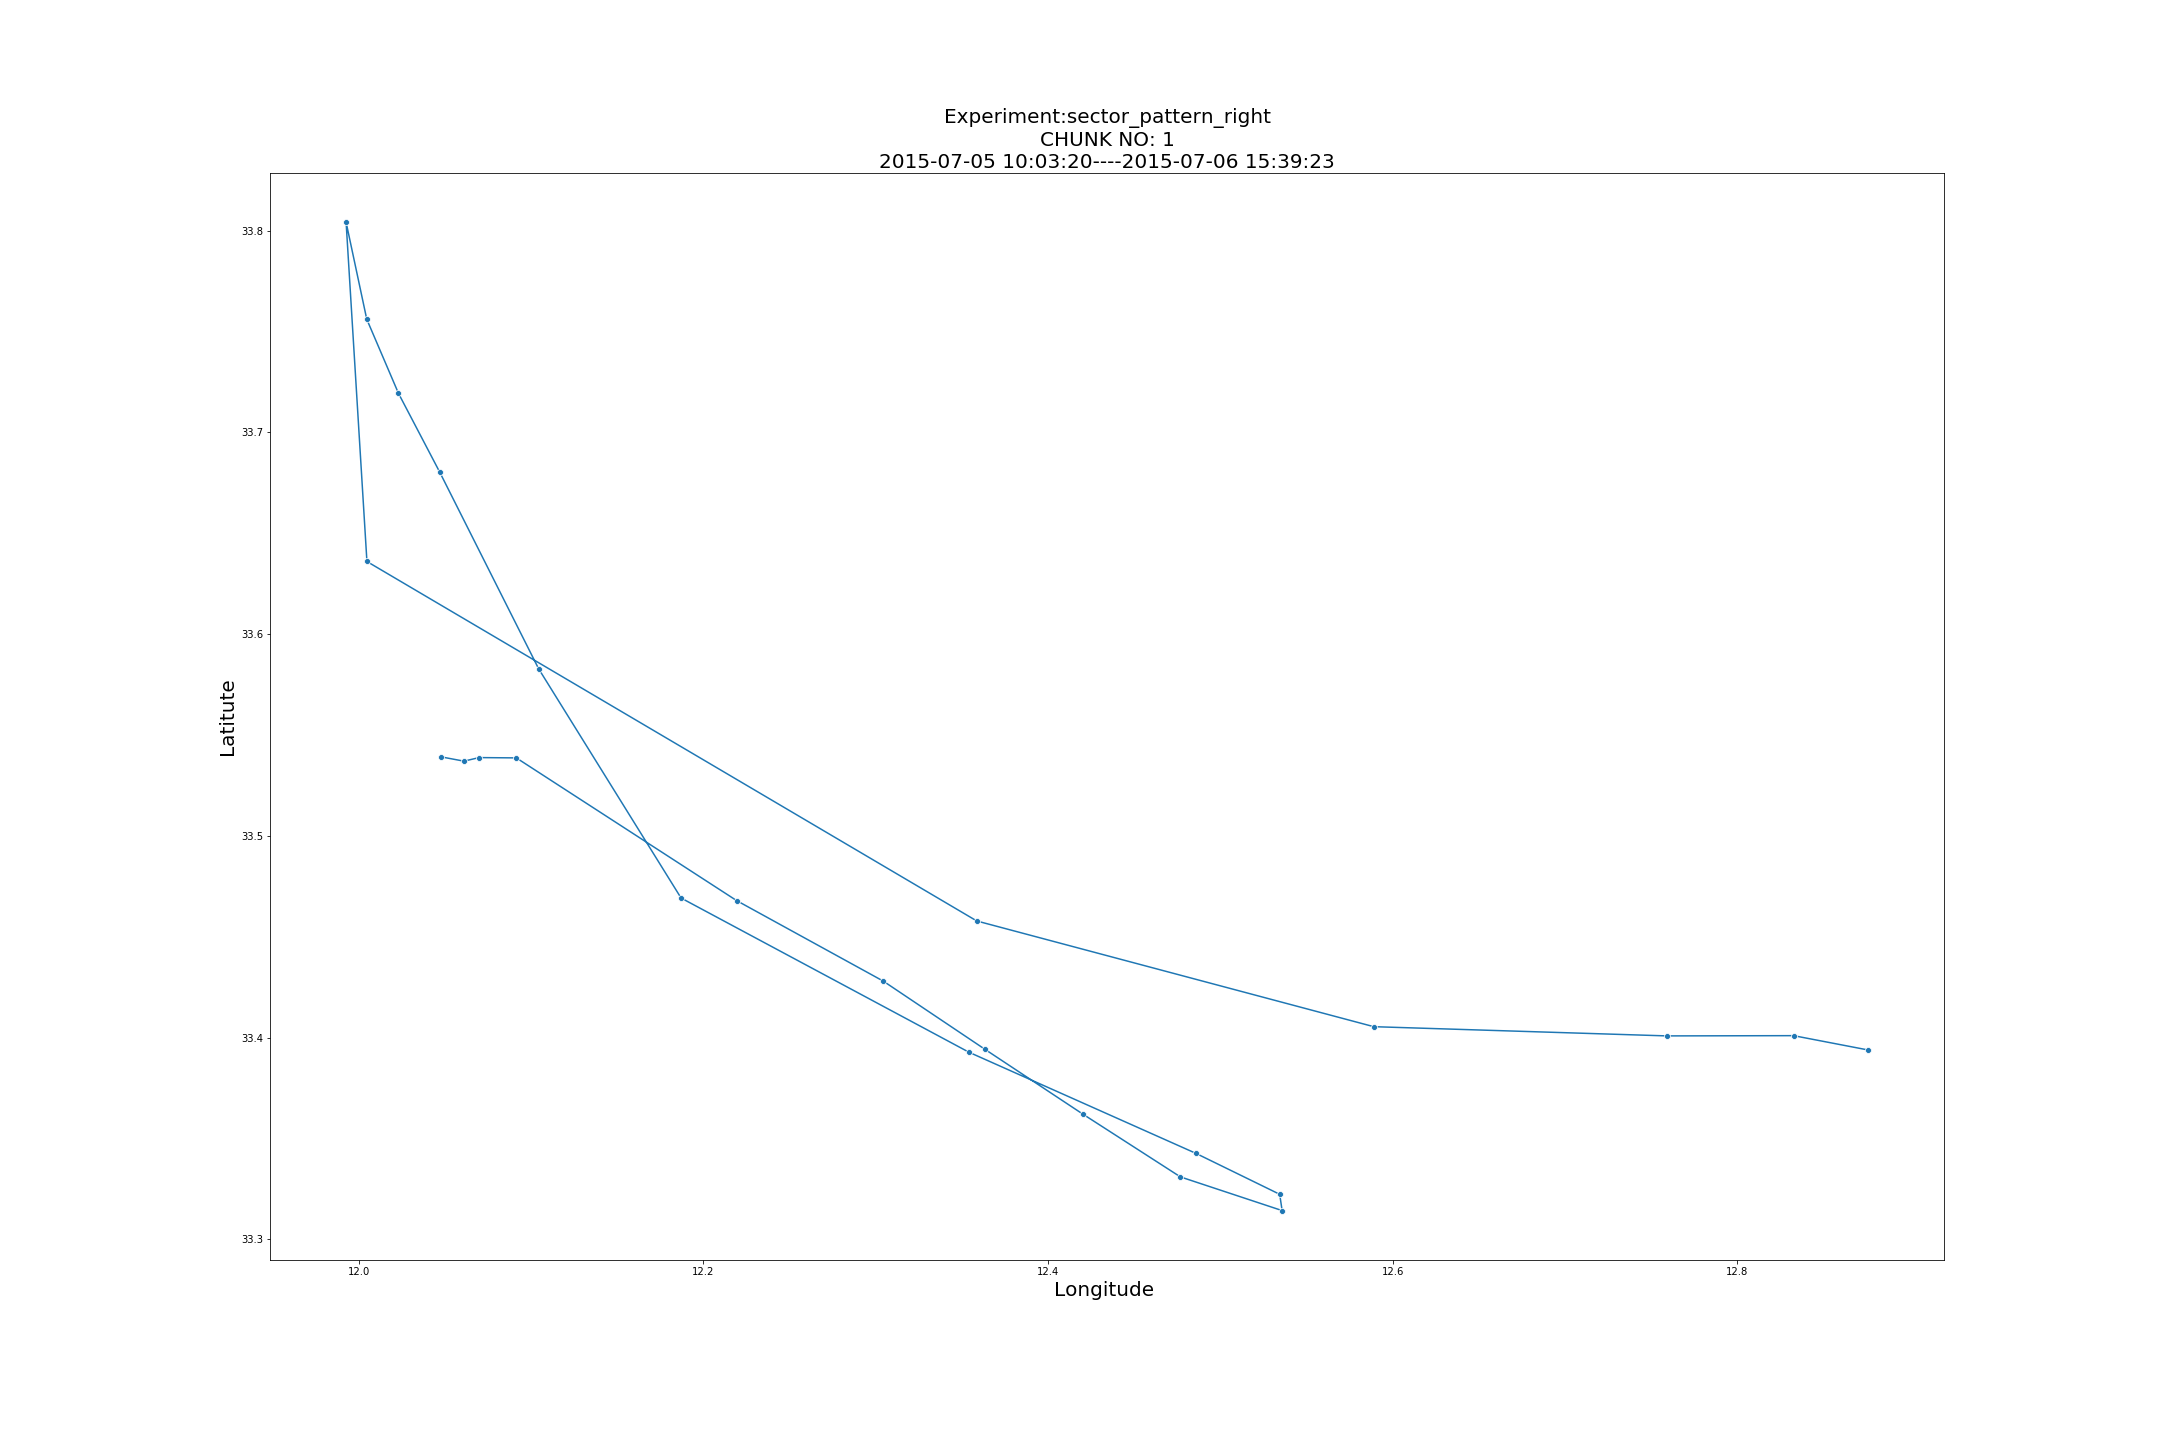 Experiment:sector_pattern_right
CHUNK NO: 1
2015-07-05 10:03:20----2015-07-06 15:39:23
33.8
33.7
33.6
33.5
33.4
33.3
Latitute
12.0 12.2 12.4 12.6 12.8
Longitude